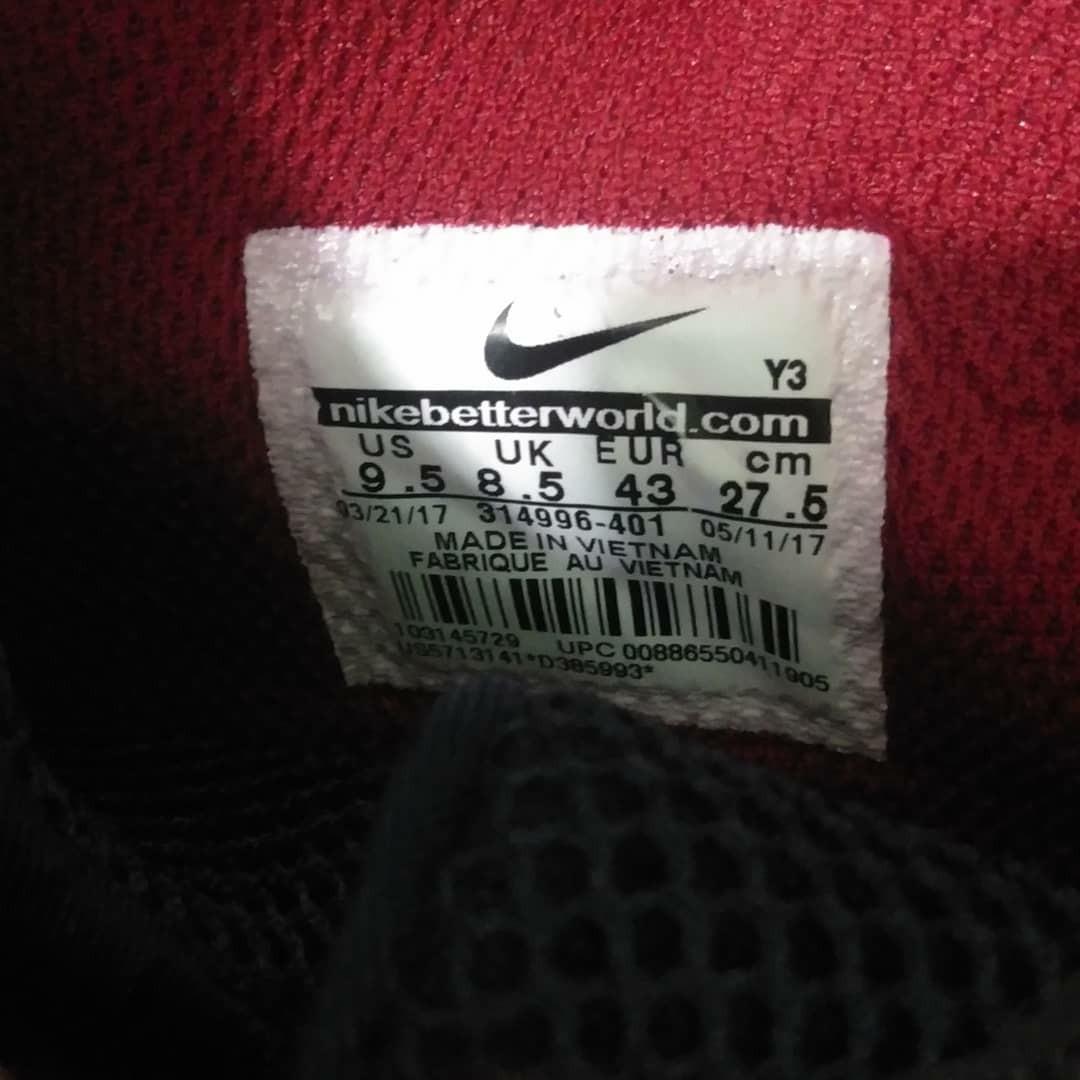 Y3
nikebetterworld.com
US UK EUR cm
9.5 8.5 43 27.5
03/21/17 314996-401 05/11/17
MADE IN VIETNAM
FABRIQUE AU VIETNAM
103145729 UPC 00886550411905
US5713141*D385993*